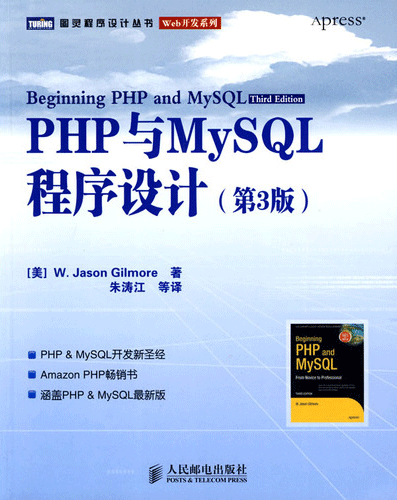 TURING 图灵程序设计丛书 Web开发系列
Apress®
Beginning PHP and MySQL Third Edition
PHP与MySQL
程序设计（第3版）
[美] W. Jason Gilmore 著
朱涛江 等译
PHP & MySQL开发新圣经
Amazon PHP畅销书
涵盖PHP & MySQL最新版
Beginning
PHP and
MySQL
From Novice to Professional
W. Jason Gilmore
Apress
人民邮电出版社
POSTS & TELECOM PRESS